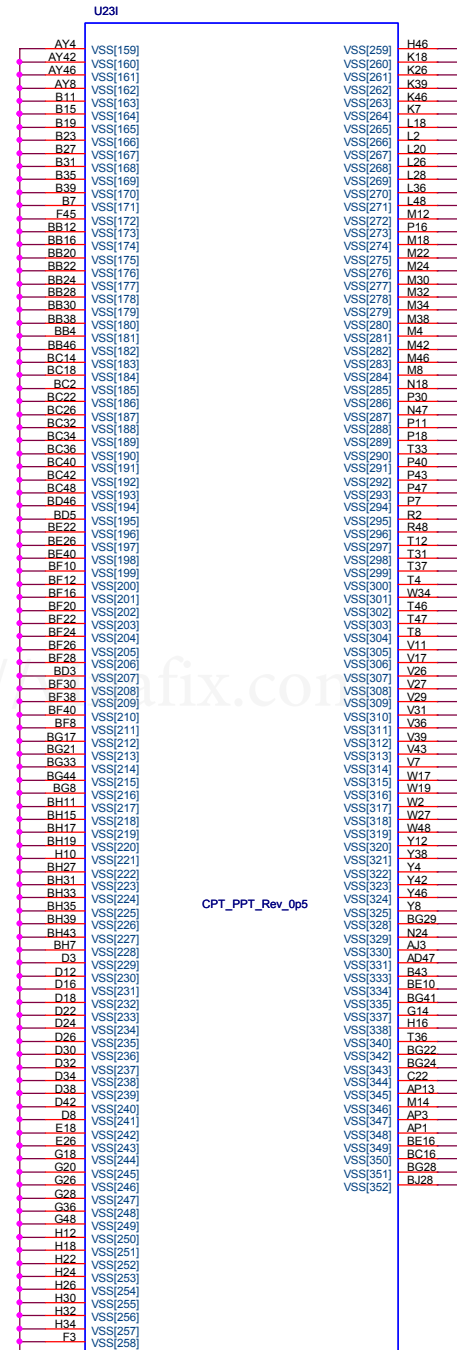 U23I
AY4 VSS[159]
AY42 VSS[160]
AY46 VSS[161]
AY8 VSS[162]
B11 VSS[163]
B15 VSS[164]
B19 VSS[165]
B23 VSS[166]
B27 VSS[167]
B31 VSS[168]
B35 VSS[169]
B39 VSS[170]
B7 VSS[171]
F45 VSS[172]
BB12 VSS[173]
BB16 VSS[174]
BB20 VSS[175]
BB22 VSS[176]
BB24 VSS[177]
BB28 VSS[178]
BB30 VSS[179]
BB38 VSS[180]
BB4 VSS[181]
BB46 VSS[182]
BC14 VSS[183]
BC18 VSS[184]
BC2 VSS[185]
BC22 VSS[186]
BC26 VSS[187]
BC32 VSS[188]
BC34 VSS[189]
BC36 VSS[190]
BC40 VSS[191]
BC42 VSS[192]
BC48 VSS[193]
BD46 VSS[194]
BD5 VSS[195]
BE22 VSS[196]
BE26 VSS[197]
BE40 VSS[198]
BF10 VSS[199]
BF12 VSS[200]
BF16 VSS[201]
BF20 VSS[202]
BF22 VSS[203]
BF24 VSS[204]
BF26 VSS[205]
BF28 VSS[206]
BD3 VSS[207]
BF30 VSS[208]
BF38 VSS[209]
BF40 VSS[210]
BF8 VSS[211]
BG17 VSS[212]
BG21 VSS[213]
BG33 VSS[214]
BG44 VSS[215]
BG8 VSS[216]
BH11 VSS[217]
BH15 VSS[218]
BH17 VSS[219]
BH19 VSS[220]
H10 VSS[221]
BH27 VSS[222]
BH31 VSS[223]
BH33 VSS[224]
BH35 VSS[225]
BH39 VSS[226]
BH43 VSS[227]
BH7 VSS[228]
D3 VSS[229]
D12 VSS[230]
D16 VSS[231]
D18 VSS[232]
D22 VSS[233]
D24 VSS[234]
D26 VSS[235]
D30 VSS[236]
D32 VSS[237]
D34 VSS[238]
D38 VSS[239]
D42 VSS[240]
D8 VSS[241]
E18 VSS[242]
E26 VSS[243]
G18 VSS[244]
G20 VSS[245]
G26 VSS[246]
G28 VSS[247]
G36 VSS[248]
G48 VSS[249]
H12 VSS[250]
H18 VSS[251]
H22 VSS[252]
H24 VSS[253]
H26 VSS[254]
H30 VSS[255]
H32 VSS[256]
H34 VSS[257]
F3 VSS[258]
CPT_PPT_Rev_0p5
VSS[259] H46
VSS[260] K18
VSS[261] K26
VSS[262] K39
VSS[263] K46
VSS[264] K7
VSS[265] L18
VSS[266] L2
VSS[267] L20
VSS[268] L26
VSS[269] L28
VSS[270] L36
VSS[271] L48
VSS[272] M12
VSS[273] P16
VSS[274] M18
VSS[275] M22
VSS[276] M24
VSS[277] M30
VSS[278] M32
VSS[279] M34
VSS[280] M38
VSS[281] M4
VSS[282] M42
VSS[283] M46
VSS[284] M8
VSS[285] N18
VSS[286] P30
VSS[287] N47
VSS[288] P11
VSS[289] P18
VSS[290] T33
VSS[291] P40
VSS[292] P43
VSS[293] P47
VSS[294] P7
VSS[295] R2
VSS[296] R48
VSS[297] T12
VSS[298] T31
VSS[299] T37
VSS[300] T4
VSS[301] W34
VSS[302] T46
VSS[303] T47
VSS[304] T8
VSS[305] V11
VSS[306] V17
VSS[307] V26
VSS[308] V27
VSS[309] V29
VSS[310] V31
VSS[311] V36
VSS[312] V39
VSS[313] V43
VSS[314] V7
VSS[315] W17
VSS[316] W19
VSS[317] W2
VSS[318] W27
VSS[319] W48
VSS[320] Y12
VSS[321] Y38
VSS[322] Y4
VSS[323] Y42
VSS[324] Y46
VSS[325] Y8
VSS[328] BG29
VSS[329] N24
VSS[330] AJ3
VSS[331] AD47
VSS[333] B43
VSS[334] BE10
VSS[335] BG41
VSS[337] G14
VSS[338] H16
VSS[340] T36
VSS[342] BG22
VSS[343] BG24
VSS[344] C22
VSS[345] AP13
VSS[346] M14
VSS[347] AP3
VSS[348] AP1
VSS[349] BE16
VSS[350] BC16
VSS[351] BG28
VSS[352] BJ28